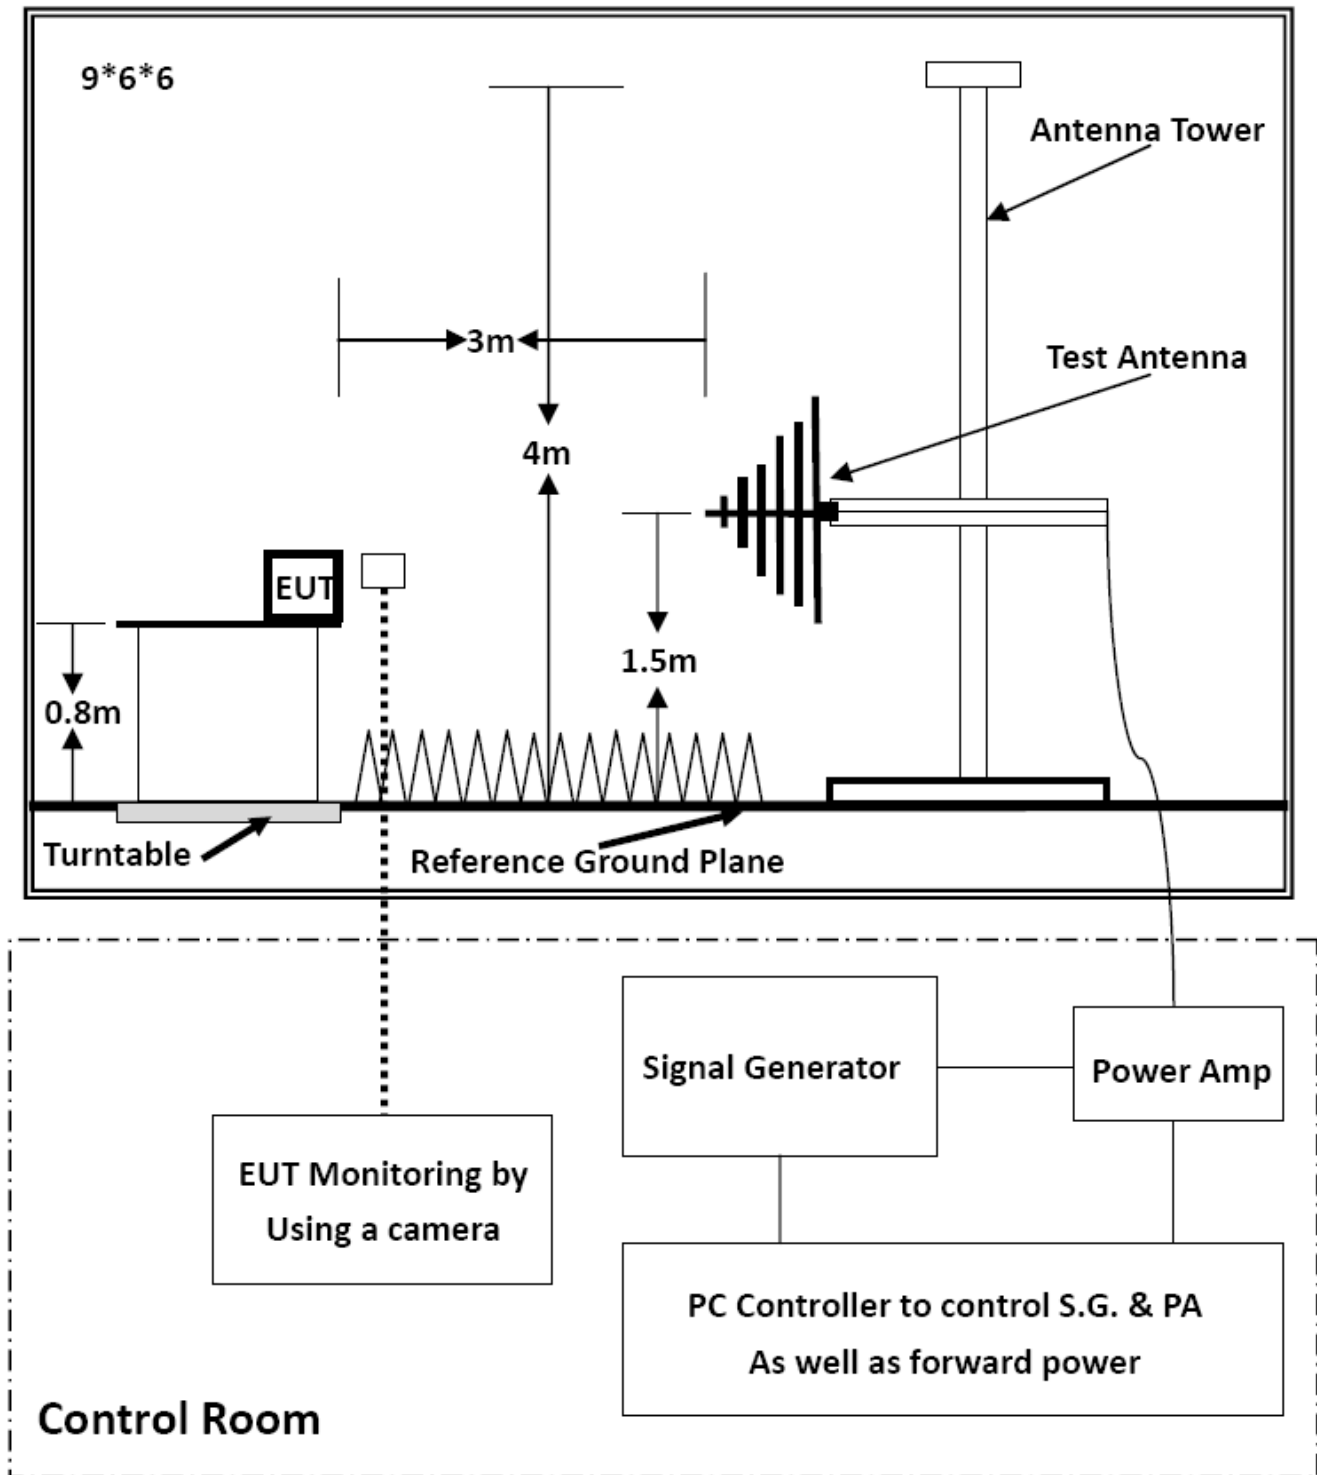 9*6*6
Antenna Tower
3m
Test Antenna
4m
EUT
1.5m
0.8m
Turntable
Reference Ground Plane
Signal Generator
Power Amp
EUT Monitoring by
Using a camera
PC Controller to control S.G. & PA
As well as forward power
Control Room